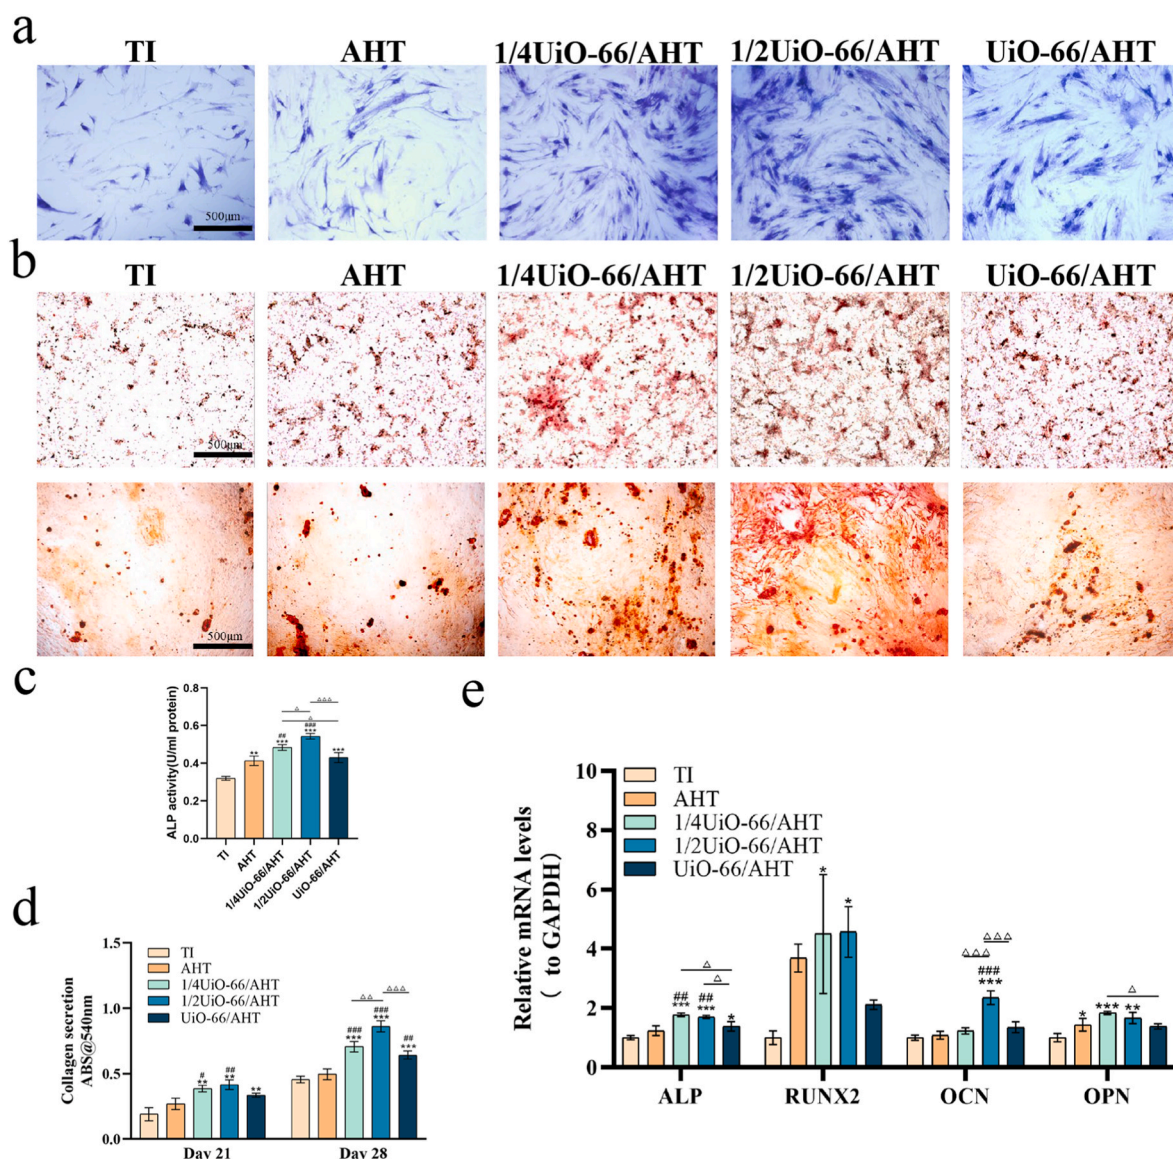 a
TI AHT 1/4UiO-66/AHT 1/2UiO-66/AHT UiO-66/AHT
500μm
b
TI AHT 1/4UiO-66/AHT 1/2UiO-66/AHT UiO-66/AHT
500μm
500μm
c
ALP activity(U/ml protein)
0.8
0.6
0.4
0.2
0.0
** ## *** ### *** ***
△ △ △△△
TI AHT 1/4UiO-66/AHT 1/2UiO-66/AHT UiO-66/AHT
d
Collagen secretion
ABS@540nm
1.5
1.0
0.5
0.0
TI
AHT
1/4UiO-66/AHT
1/2UiO-66/AHT
UiO-66/AHT
△△ △△△
# ** ## ** ** ### *** ### *** ## ***
Day 21 Day 28
e
Relative mRNA levels
( to GAPDH)
10
8
6
4
2
0
TI
AHT
1/4UiO-66/AHT
1/2UiO-66/AHT
UiO-66/AHT
△ △ △△△ △△△ △
## *** ## *** * * * ### *** * *** **
ALP RUNX2 OCN OPN